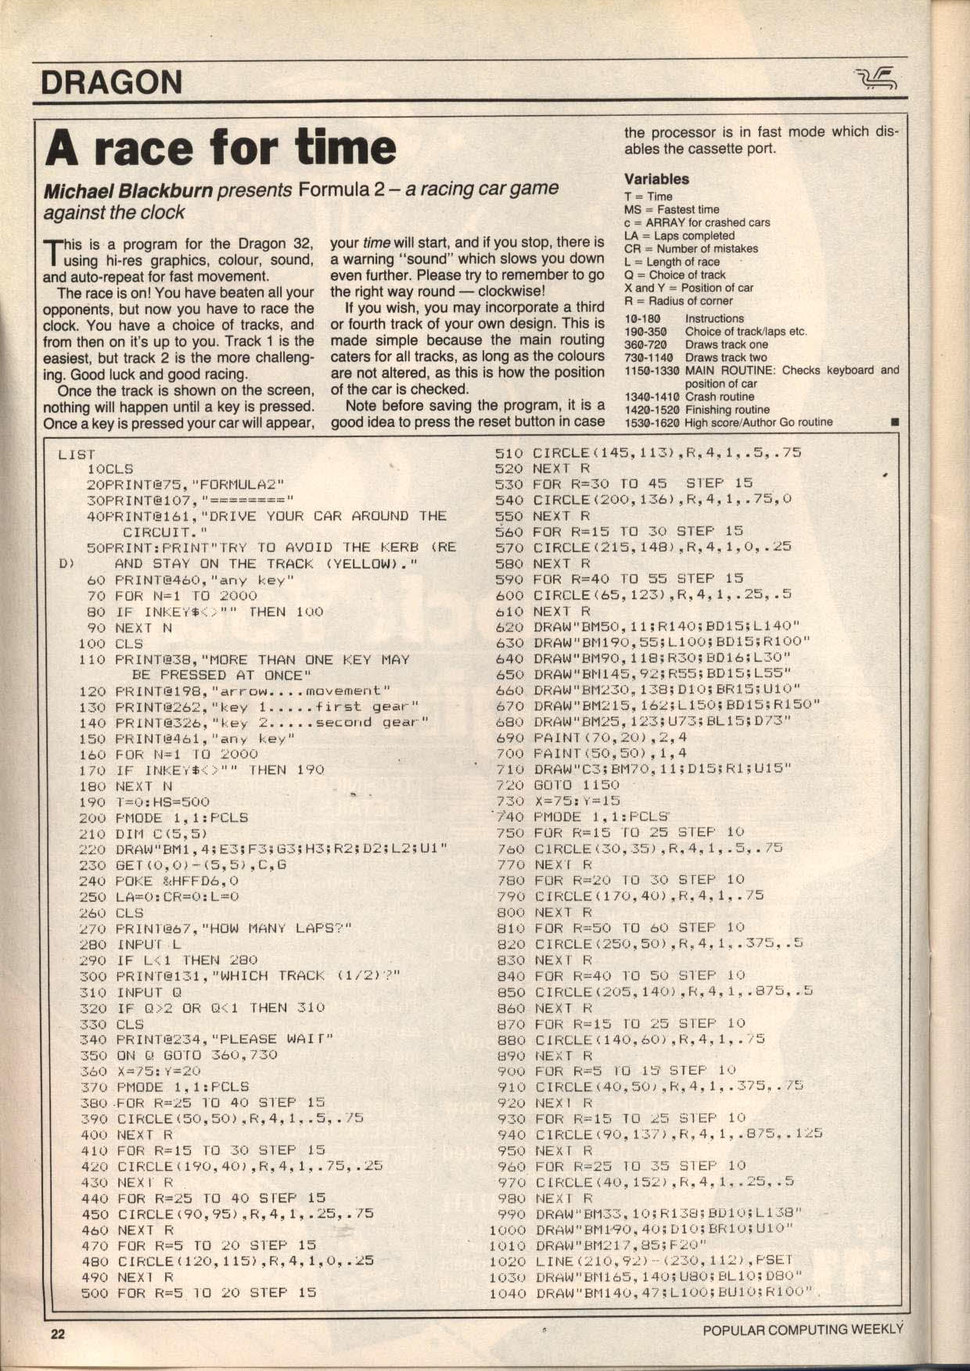 DRAGON
A race for time
Michael Blackburn presents Formula 2 – a racing car game
against the clock
This is a program for the Dragon 32,
using hi-res graphics, colour, sound,
and auto-repeat for fast movement.
The race is on! You have beaten all your
opponents, but now you have to race the
clock. You have a choice of tracks, and
from then on it's up to you. Track 1 is the
easiest, but track 2 is the more challeng-
ing. Good luck and good racing.
Once the track is shown on the screen,
nothing will happen until a key is pressed.
Once a key is pressed your car will appear,
your time will start, and if you stop, there is
a warning "sound" which slows you down
even further. Please try to remember to go
the right way round — clockwise!
If you wish, you may incorporate a third
or fourth track of your own design. This is
made simple because the main routing
caters for all tracks, as long as the colours
are not altered, as this is how the position
of the car is checked.
Note before saving the program, it is a
good idea to press the reset button in case
the processor is in fast mode which dis-
ables the cassette port.
Variables
T = Time
MS = Fastest time
c = ARRAY for crashed cars
LA = Laps completed
CR = Number of mistakes
L = Length of race
Q = Choice of track
X and Y = Position of car
R = Radius of corner
10-180 Instructions
190-350 Choice of track/laps etc.
360-720 Draws track one
730-1140 Draws track two
1150-1330 MAIN ROUTINE: Checks keyboard and
position of car
1340-1410 Crash routine
1420-1520 Finishing routine
1530-1620 High score/Author Go routine
LIST
10CLS
20PRINT@75,"FORMULA2"
30PRINT@107,"========"
40PRINT@161,"DRIVE YOUR CAR AROUND THE
CIRCUIT."
50PRINT:PRINT"TRY TO AVOID THE KERB (RE
D) AND STAY ON THE TRACK (YELLOW)."
60 PRINT@460,"any key"
70 FOR N=1 TO 2000
80 IF INKEY$<>"" THEN 100
90 NEXT N
100 CLS
110 PRINT@38,"MORE THAN ONE KEY MAY
BE PRESSED AT ONCE"
120 PRINT@198,"arrow....movement"
130 PRINT@262,"key 1.....first gear"
140 PRINT@326,"key 2.....second gear"
150 PRINT@461,"any key"
160 FOR N=1 TO 2000
170 IF INKEY$<>"" THEN 190
180 NEXT N
190 T=0:HS=500
200 PMODE 1,1:PCLS
210 DIM C(5,5)
220 DRAW"BM1,4;E3;F3;G3;H3;R2;D2;L2;U1"
230 GET(0,0)-(5,5),C,G
240 POKE &HFFD6,0
250 LA=0:CR=0:L=0
260 CLS
270 PRINT@67,"HOW MANY LAPS?"
280 INPUT L
290 IF L<1 THEN 280
300 PRINT@131,"WHICH TRACK (1/2)?"
310 INPUT Q
320 IF Q>2 OR Q<1 THEN 310
330 CLS
340 PRINT@234,"PLEASE WAIT"
350 ON Q GOTO 360,730
360 X=75:Y=20
370 PMODE 1,1:PCLS
380 FOR R=25 TO 40 STEP 15
390 CIRCLE(50,50),R,4,1,.5,.75
400 NEXT R
410 FOR R=15 TO 30 STEP 15
420 CIRCLE(190,40),R,4,1,.75,.25
430 NEXT R
440 FOR R=25 TO 40 STEP 15
450 CIRCLE(90,95),R,4,1,.25,.75
460 NEXT R
470 FOR R=5 TO 20 STEP 15
480 CIRCLE(120,115),R,4,1,0,.25
490 NEXT R
500 FOR R=5 TO 20 STEP 15
510 CIRCLE(145,113),R,4,1,.5,.75
520 NEXT R
530 FOR R=30 TO 45 STEP 15
540 CIRCLE(200,136),R,4,1,.75,0
550 NEXT R
560 FOR R=15 TO 30 STEP 15
570 CIRCLE(215,148),R,4,1,0,.25
580 NEXT R
590 FOR R=40 TO 55 STEP 15
600 CIRCLE(65,123),R,4,1,.25,.5
610 NEXT R
620 DRAW"BM50,11;R140;BD15;L140"
630 DRAW"BM190,55;L100;BD15;R100"
640 DRAW"BM90,118;R30;BD16;L30"
650 DRAW"BM145,92;R55;BD15;L55"
660 DRAW"BM230,138;D10;BR15;U10"
670 DRAW"BM215,162;L150;BD15;R150"
680 DRAW"BM25,123;U73;BL15;D73"
690 PAINT(70,20),2,4
700 PAINT(50,50),1,4
710 DRAW"C3;BM70,11;D15;R1;U15"
720 GOTO 1150
730 X=75:Y=15
740 PMODE 1,1:PCLS
750 FOR R=15 TO 25 STEP 10
760 CIRCLE(30,35),R,4,1,.5,.75
770 NEXT R
780 FOR R=20 TO 30 STEP 10
790 CIRCLE(170,40),R,4,1,.75
800 NEXT R
810 FOR R=50 TO 60 STEP 10
820 CIRCLE(250,50),R,4,1,.375,.5
830 NEXT R
840 FOR R=40 TO 50 STEP 10
850 CIRCLE(205,140),R,4,1,.875,.5
860 NEXT R
870 FOR R=15 TO 25 STEP 10
880 CIRCLE(140,60),R,4,1,.75
890 NEXT R
900 FOR R=5 TO 15 STEP 10
910 CIRCLE(40,50),R,4,1,.375,.75
920 NEXT R
930 FOR R=15 TO 25 STEP 10
940 CIRCLE(90,137),R,4,1,.875,.125
950 NEXT R
960 FOR R=25 TO 35 STEP 10
970 CIRCLE(40,152),R,4,1,.25,.5
980 NEXT R
990 DRAW"BM33,10;R138;BD10;L138"
1000 DRAW"BM190,40;D10;BR10;U10"
1010 DRAW"BM217,85;F20"
1020 LINE(210,92)-(230,112),PSET
1030 DRAW"BM165,140;U80;BL10;D80"
1040 DRAW"BM140,47;L100;BU10;R100"
22
POPULAR COMPUTING WEEKLY